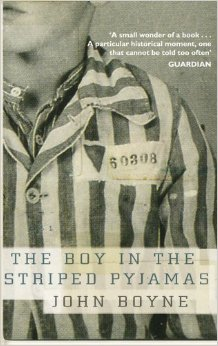 'A small wonder of a book . . .
A particular historical moment, one
that cannot be told too often'
GUARDIAN
60308
THE BOY IN THE
STRIPED PYJAMAS
JOHN BOYNE